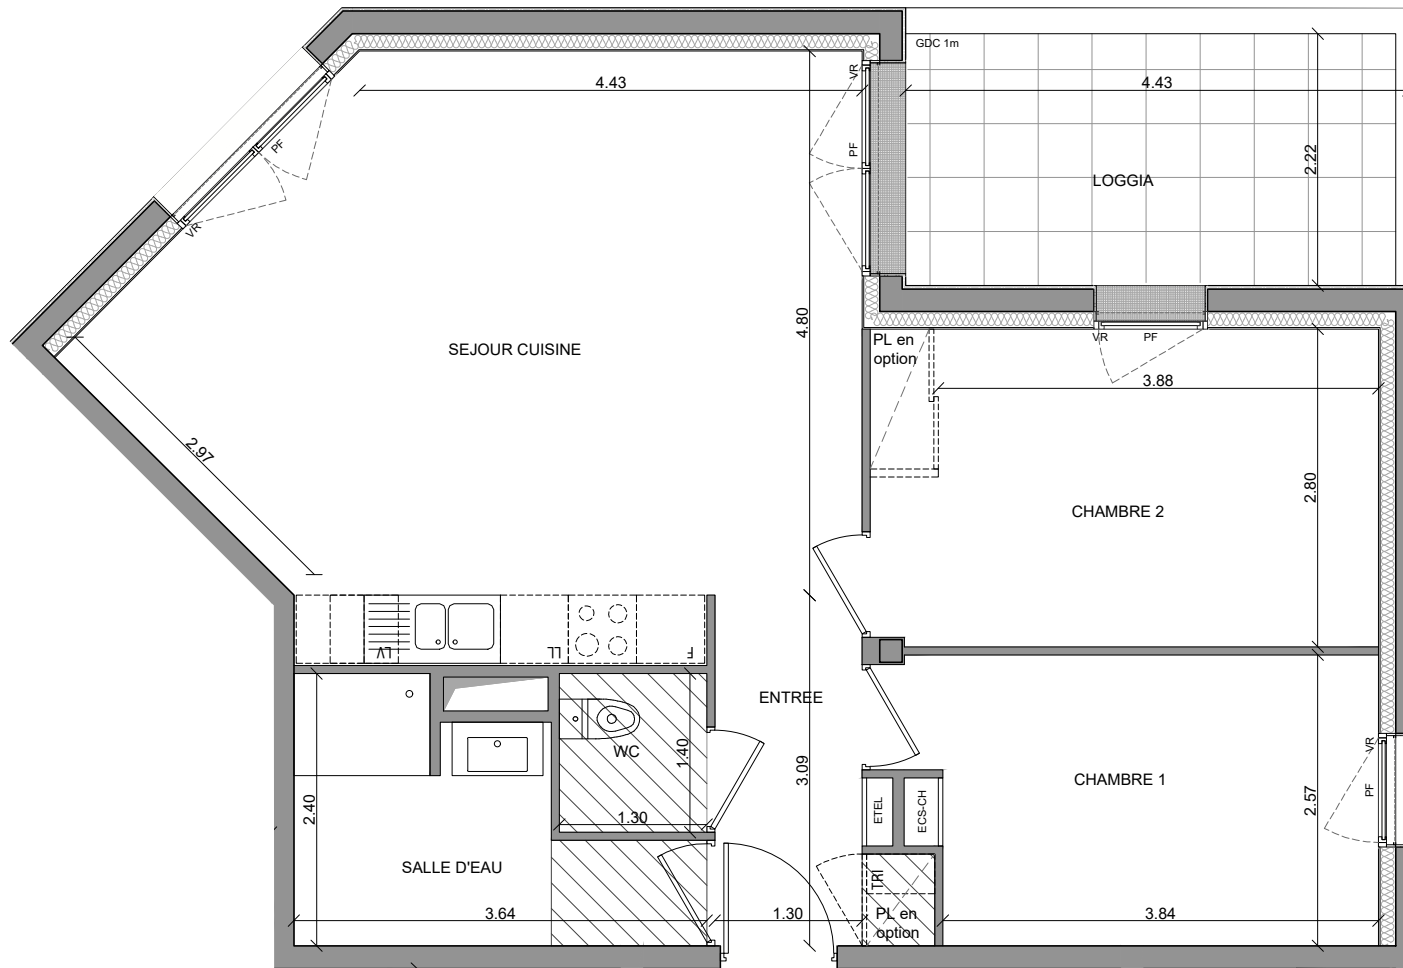 GDC 1m
VR
4.43
4.43
PF
PF
2.22
LOGGIA
VR
4.80
SEJOUR CUISINE
PL en
option
VR
PF
3.88
2.97
2.80
CHAMBRE 2
LV
LL
F
ENTREE
WC
1.40
VR
3.09
CHAMBRE 1
PF
2.57
2.40
ETEL
ECS-CH
1.30
SALLE D'EAU
TRI
3.64
1.30
PL en
option
3.84